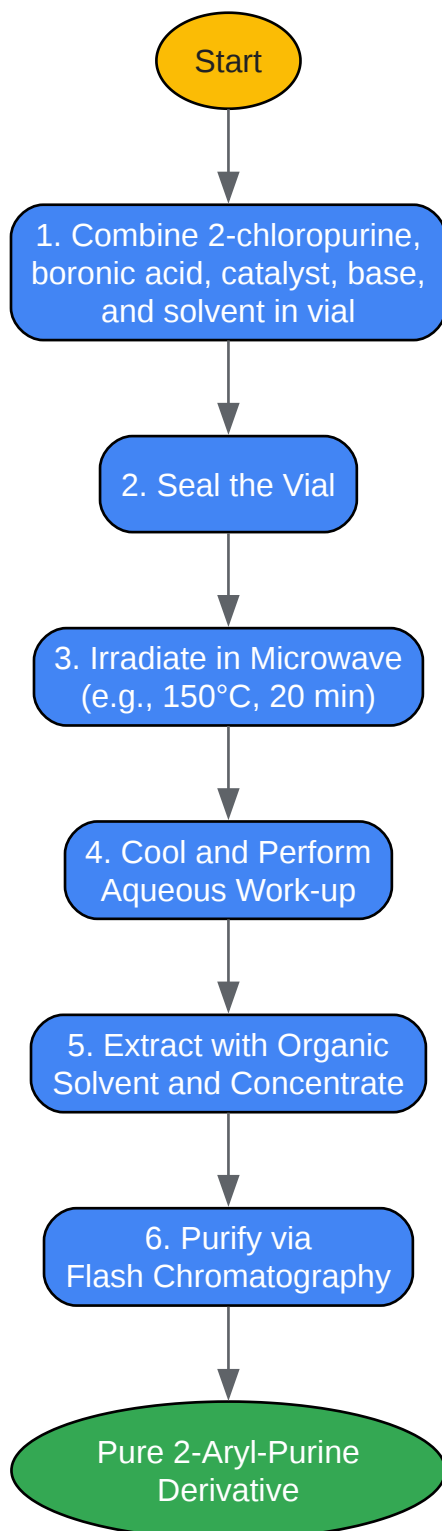 Start
1. Combine 2-chloropurine,
boronic acid, catalyst, base,
and solvent in vial
2. Seal the Vial
3. Irradiate in Microwave
(e.g., 150°C, 20 min)
4. Cool and Perform
Aqueous Work-up
5. Extract with Organic
Solvent and Concentrate
6. Purify via
Flash Chromatography
Pure 2-Aryl-Purine
Derivative